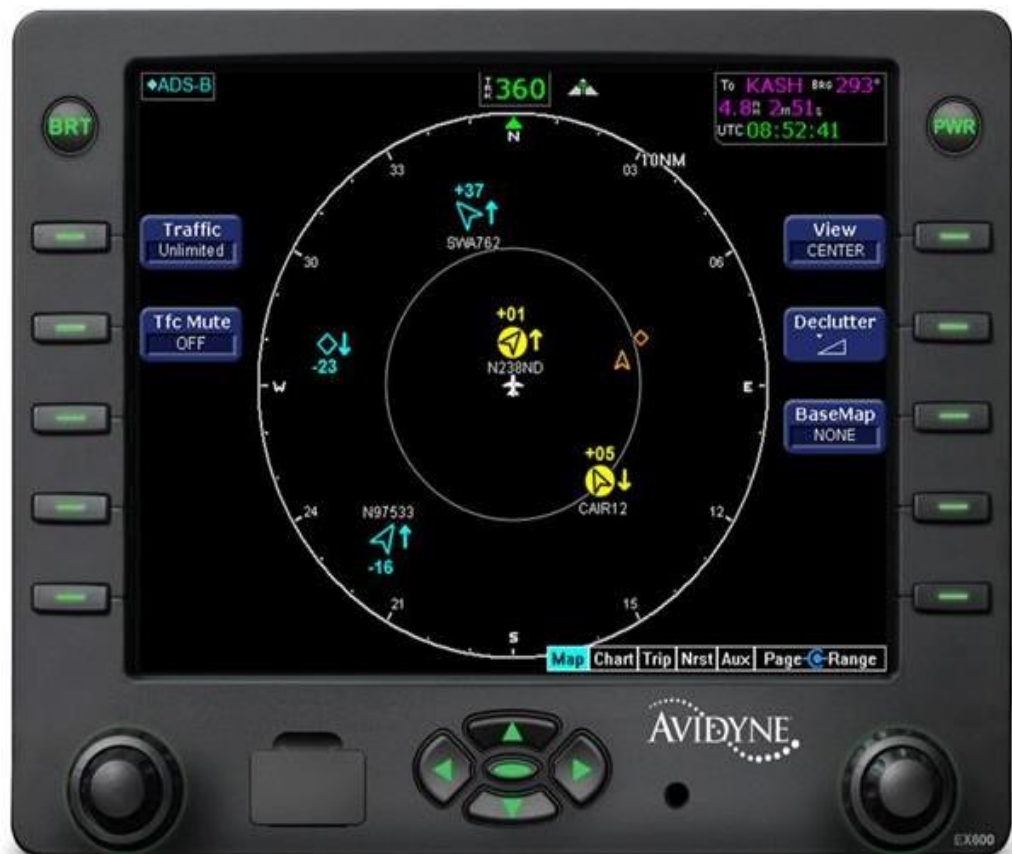 ◆ADS-B
TRK 360
To KASH BRG 293°
4.8NM 2m51s
UTC 08:52:41
BRT
PWR
N
33
03
10NM
+37
SWA762
Traffic
Unlimited
View
CENTER
30
06
Tfc Mute
OFF
+01
N238ND
Declutter
-23
W
E
BaseMap
NONE
+05
CAIR12
24
N97533
12
-16
21
15
S
Map Chart Trip Nrst Aux Page Range
AVIDYNE
EX600